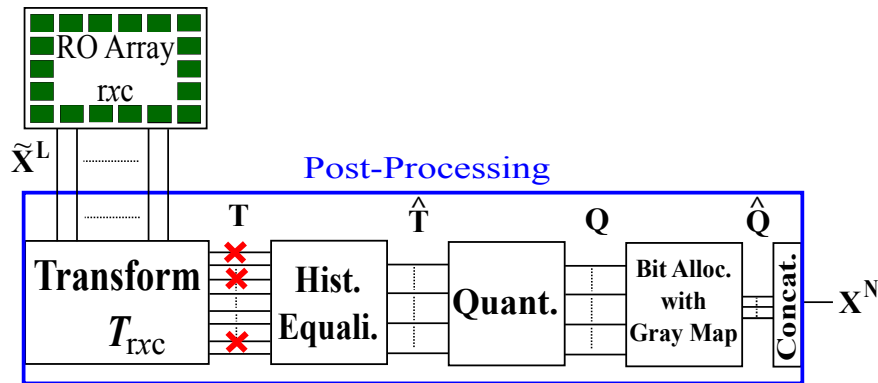 RO Array
rxc
X̃^L
Post-Processing
T
T̂
Q
Q̂
Transform
T_rxc
Hist.
Equali.
Quant.
Bit Alloc.
with
Gray Map
Concat.
X^N